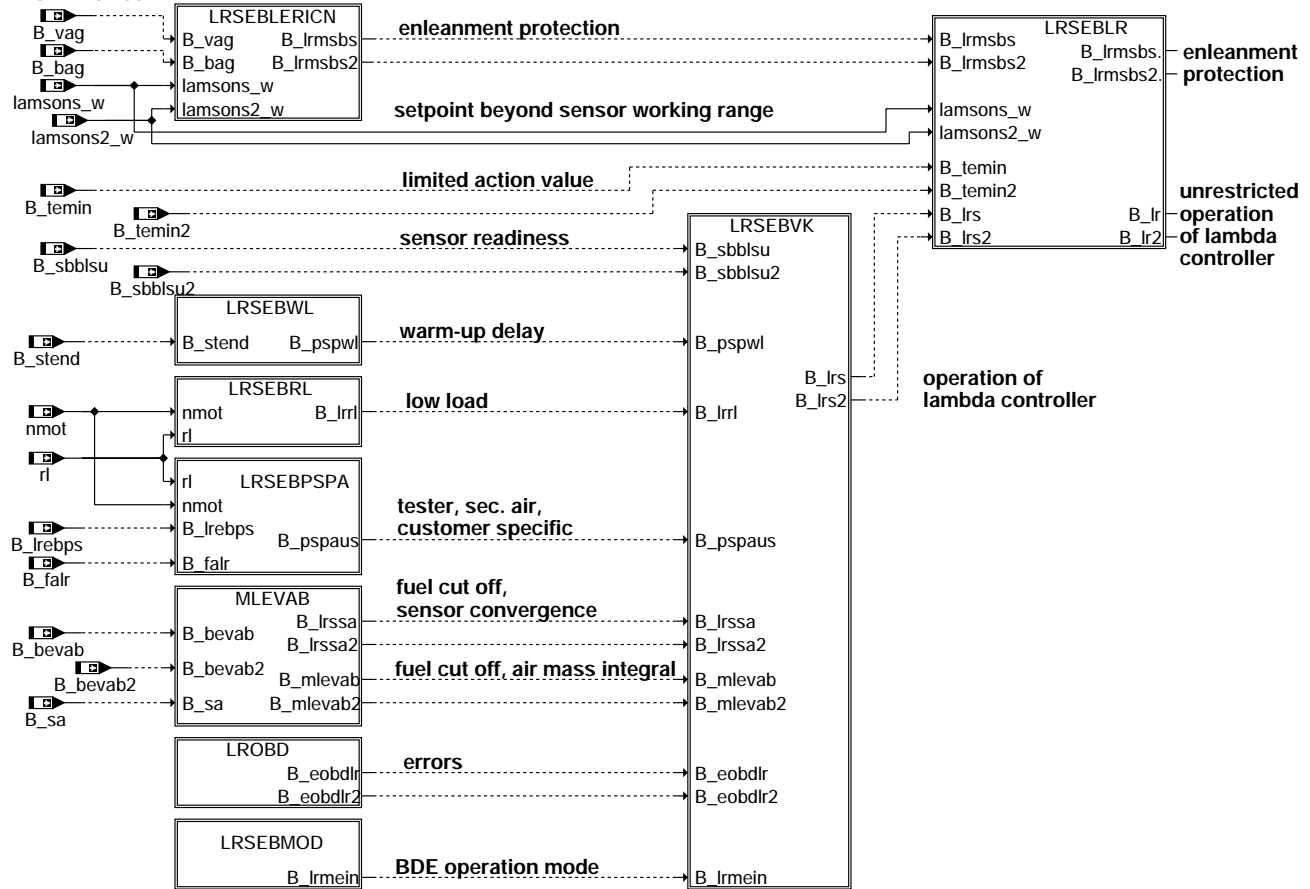 B_vag
B_bag
lamsons_w
lamsons2_w
LRSEBLERICN
B_vag
B_bag
lamsons_w
lamsons2_w
B_lrmsbs
B_lrmsbs2
enleanment protection
setpoint beyond sensor working range
LRSEBLR
B_lrmsbs
B_lrmsbs2
lamsons_w
lamsons2_w
B_temin
B_temin2
B_lrs
B_lrs2
B_lrmsbs.
B_lrmsbs2.
B_lr
B_lr2
enleanment
protection
unrestricted
operation
of lambda
controller
B_temin
limited action value
B_temin2
B_sbblsu
sensor readiness
B_sbblsu2
LRSEBVK
B_sbblsu
B_sbblsu2
B_pspwl
B_lrrl
B_pspaus
B_lrssa
B_lrssa2
B_mlevab
B_mlevab2
B_eobdlr
B_eobdlr2
B_lrmein
B_lrs
B_lrs2
operation of
lambda controller
B_stend
LRSEBWL
B_stend
B_pspwl
warm-up delay
nmot
rl
LRSEBRL
nmot
rl
B_lrrl
low load
B_lrebps
B_falr
LRSEBPSPA
rl
nmot
B_lrebps
B_falr
B_pspaus
tester, sec. air,
customer specific
B_bevab
B_bevab2
B_sa
MLEVAB
B_bevab
B_bevab2
B_sa
B_lrssa
B_lrssa2
B_mlevab
B_mlevab2
fuel cut off,
sensor convergence
fuel cut off, air mass integral
LROBD
B_eobdlr
B_eobdlr2
errors
LRSEBMOD
B_lrmein
BDE operation mode